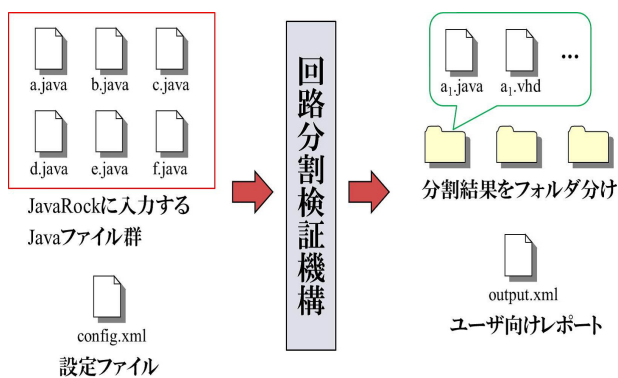 a.java b.java c.java
d.java e.java f.java
JavaRockに入力する
Javaファイル群
config.xml
設定ファイル
回路分割検証機構
a₁.java a₁.vhd ...
分割結果をフォルダ分け
output.xml
ユーザ向けレポート